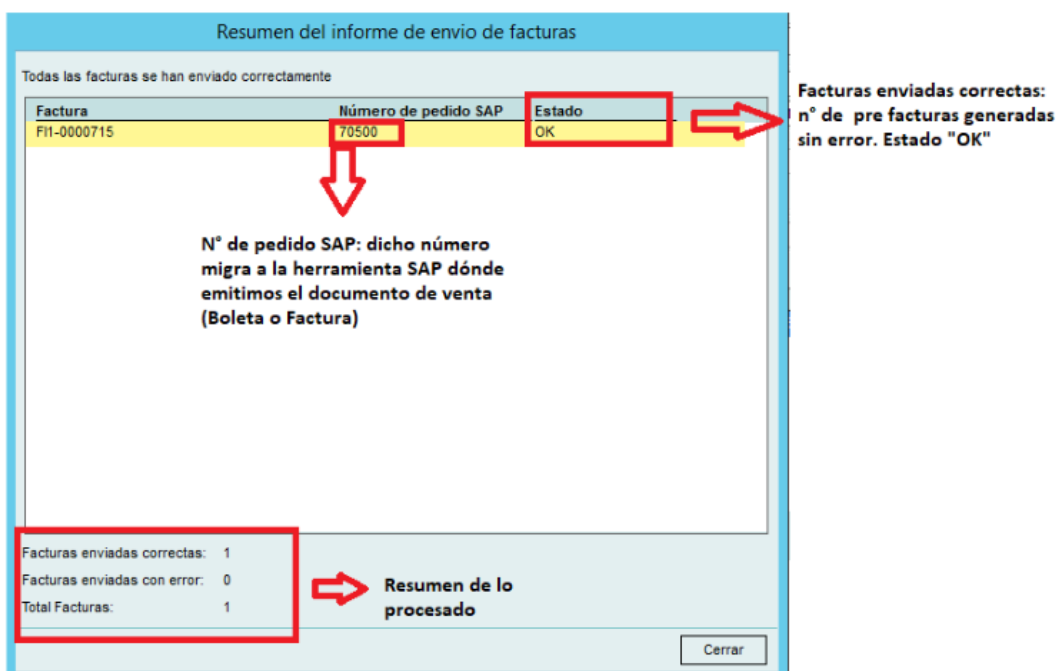 Resumen del informe de envio de facturas
Todas las facturas se han enviado correctamente
Factura Número de pedido SAP Estado
FI1-0000715 70500 OK
Facturas enviadas correctas:
n° de pre facturas generadas
sin error. Estado "OK"
N° de pedido SAP: dicho número
migra a la herramienta SAP dónde
emitimos el documento de venta
(Boleta o Factura)
Facturas enviadas correctas: 1
Facturas enviadas con error: 0
Total Facturas: 1
Resumen de lo
procesado
Cerrar